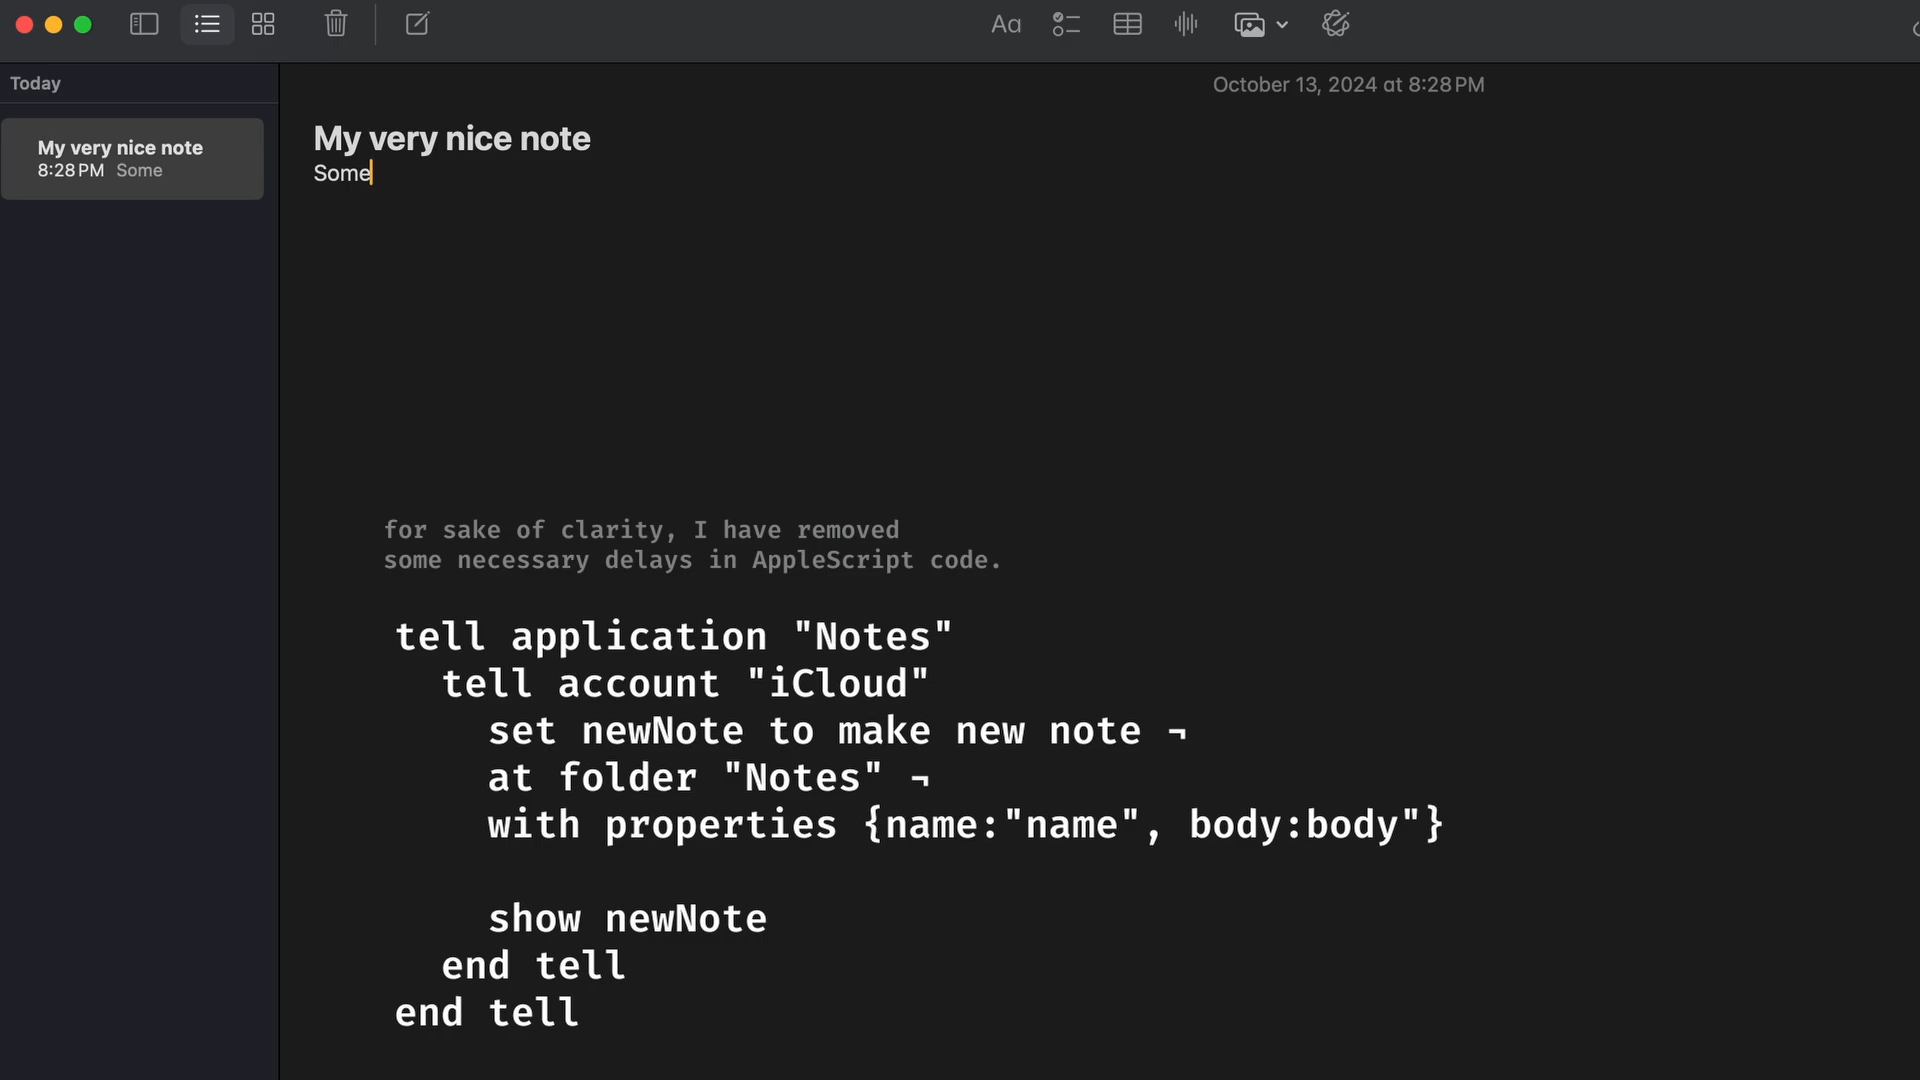 Aa
Today
October 13, 2024 at 8:28 PM
My very nice note
8:28 PM Some
My very nice note
Some
for sake of clarity, I have removed
some necessary delays in AppleScript code.
tell application "Notes"
tell account "iCloud"
set newNote to make new note ¬
at folder "Notes" ¬
with properties {name:"name", body:body"}
show newNote
end tell
end tell